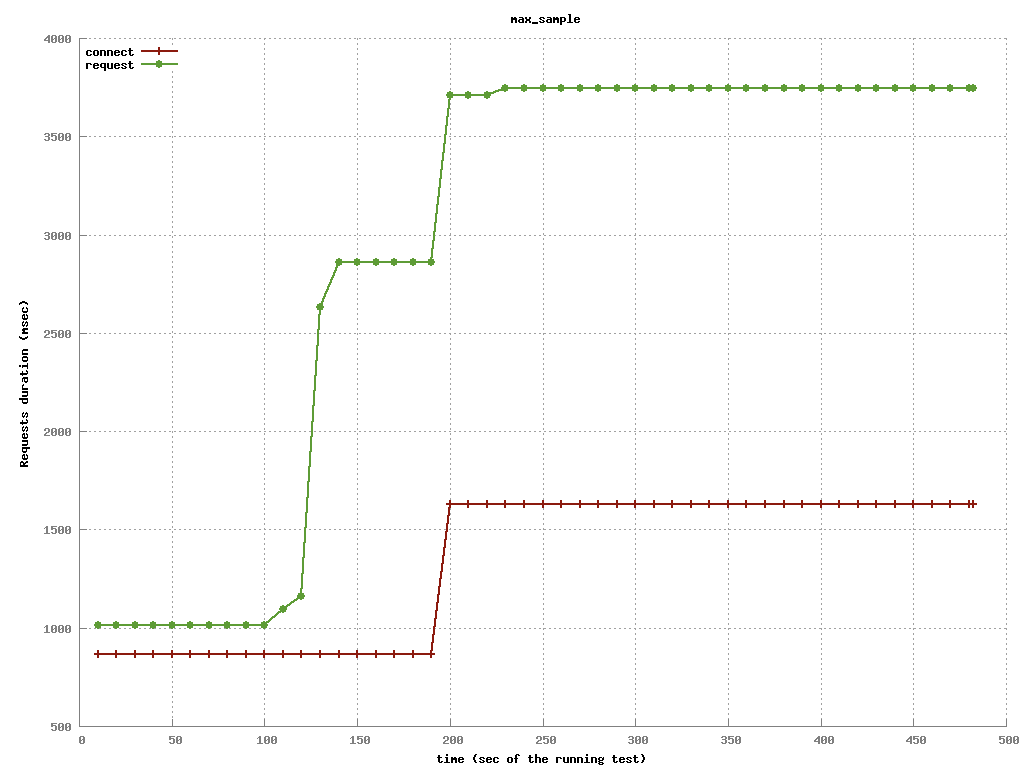 max_sample
connect
request
4000
3500
3000
2500
2000
1500
1000
500
Requests duration (msec)
0 50 100 150 200 250 300 350 400 450 500
time (sec of the running test)